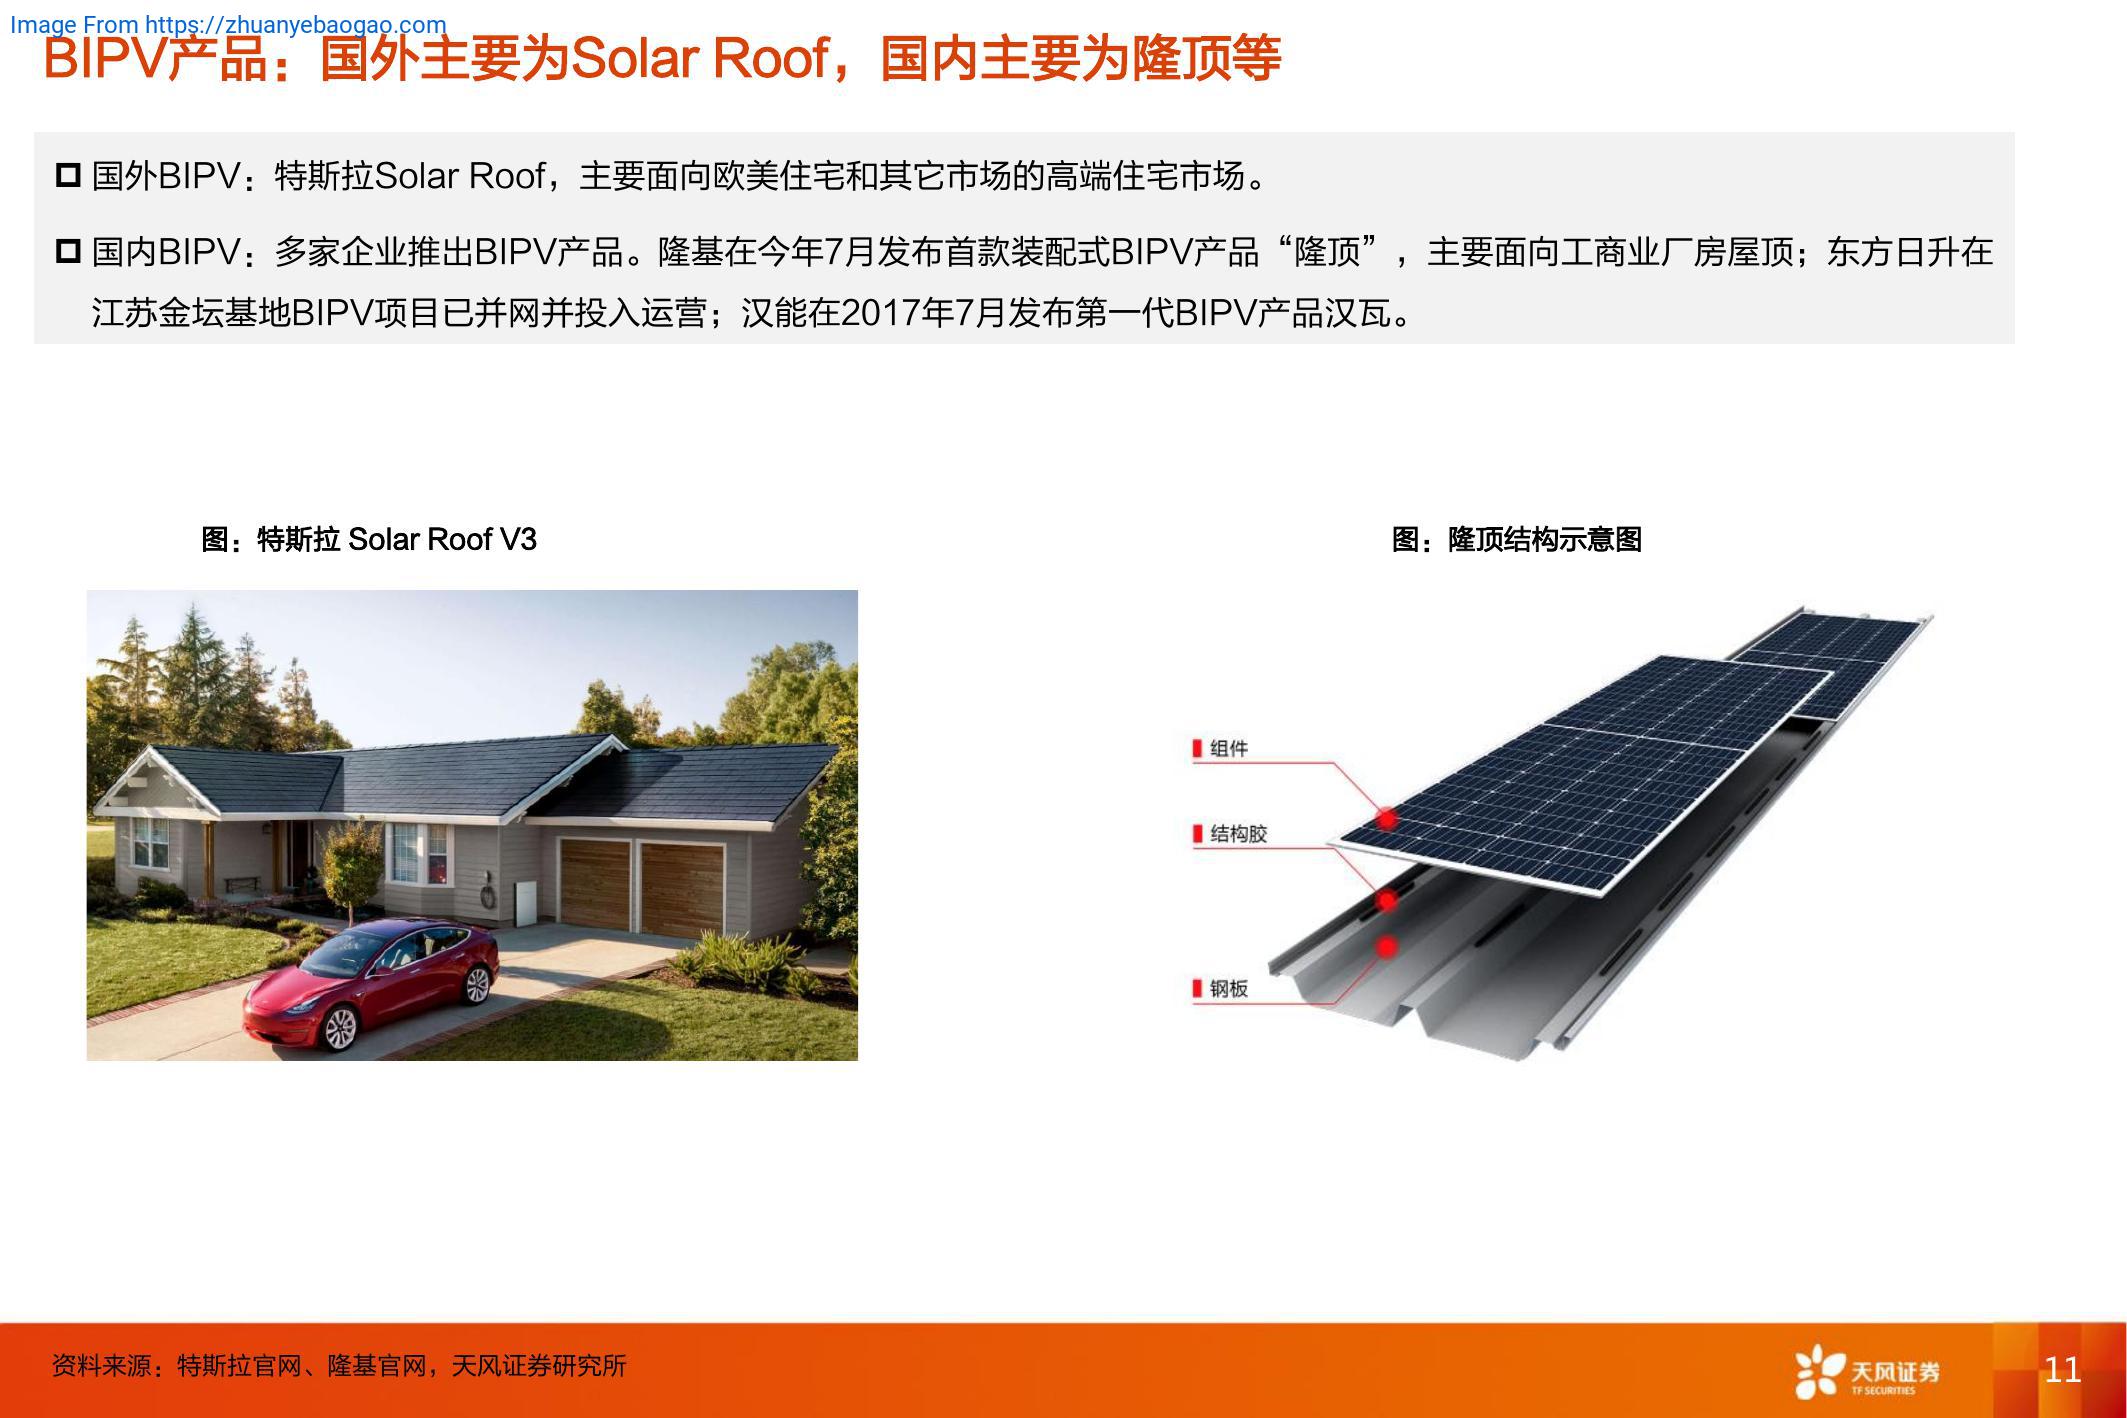 Image From https://zhuanyebaogao.com
BIPV产品：国外主要为Solar Roof，国内主要为隆顶等
国外BIPV：特斯拉Solar Roof，主要面向欧美住宅和其它市场的高端住宅市场。
国内BIPV：多家企业推出BIPV产品。隆基在今年7月发布首款装配式BIPV产品“隆顶”，主要面向工商业厂房屋顶；东方日升在
江苏金坛基地BIPV项目已并网并投入运营；汉能在2017年7月发布第一代BIPV产品汉瓦。
图：特斯拉 Solar Roof V3
图：隆顶结构示意图
组件
结构胶
钢板
资料来源：特斯拉官网、隆基官网，天风证券研究所
天风证券
TF SECURITIES
11